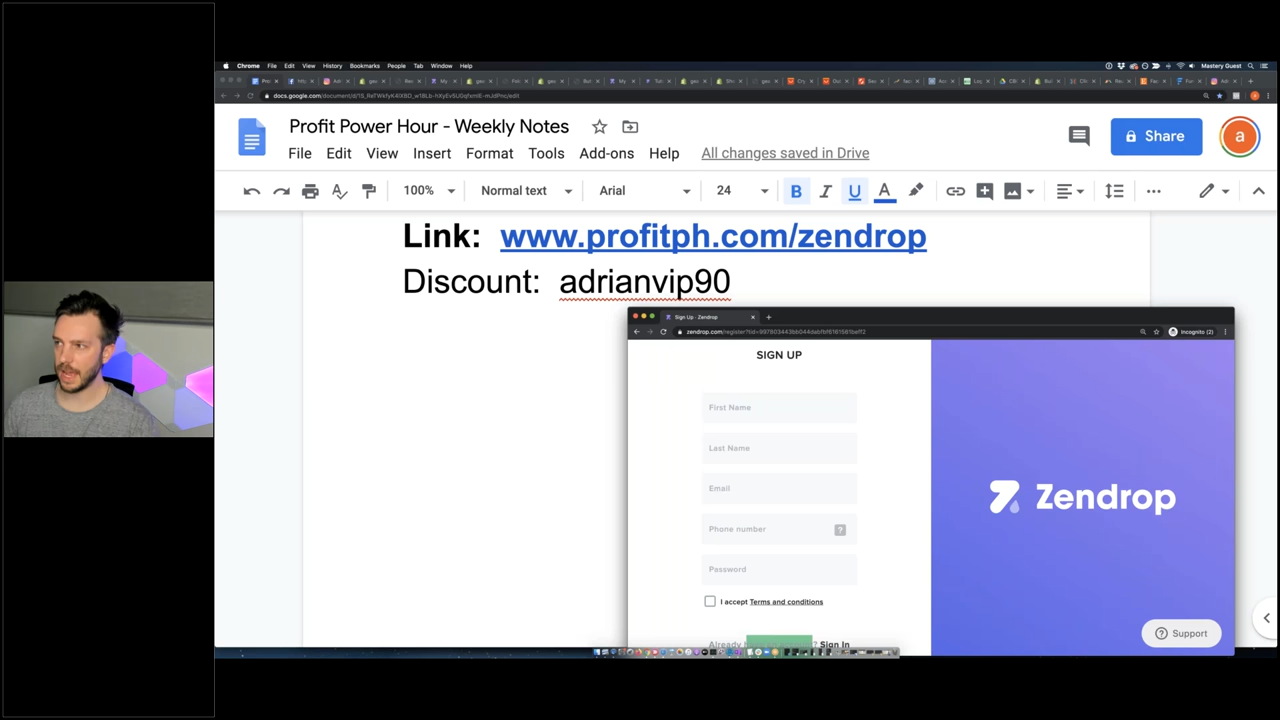 Chrome File Edit View History Bookmarks People Tab Window Mastery Guest
Profit Power Hour - Weekly Notes
File Edit View Insert Format Tools Add-ons Help All changes saved in Drive
Share
a
100% Normal text Arial 24 B I U A
Link: www.profitph.com/zendrop
Discount: adrianvip90
Sign Up - Zendrop
Incognito (2)
SIGN UP
First Name
Last Name
Email
Phone number
?
Password
I accept Terms and conditions
Already ? Sign In
Zendrop
Support